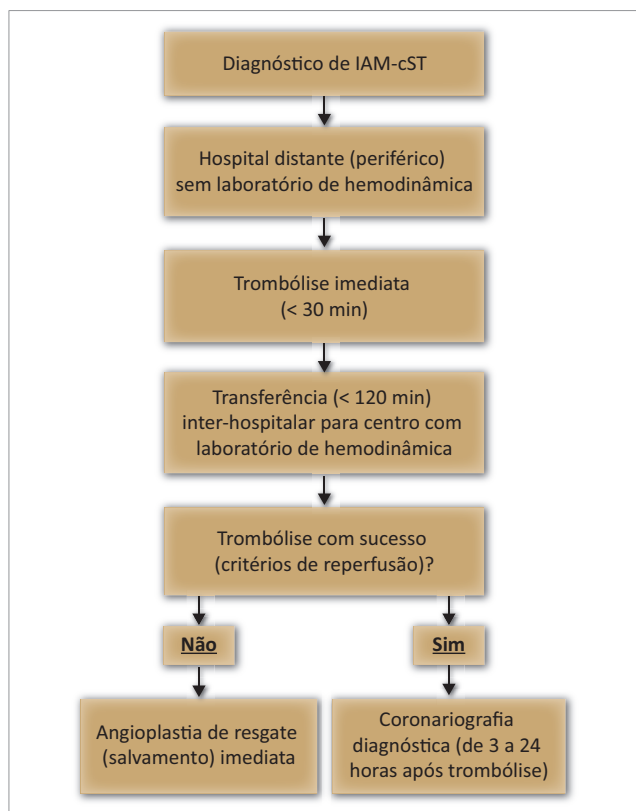 Diagnóstico de IAM-cST
Hospital distante (periférico)
sem laboratório de hemodinâmica
Trombólise imediata
(< 30 min)
Transferência (< 120 min)
inter-hospitalar para centro com
laboratório de hemodinâmica
Trombólise com sucesso
(critérios de reperfusão)?
Não
Sim
Angioplastia de resgate
(salvamento) imediata
Coronariografia
diagnóstica (de 3 a 24
horas após trombólise)